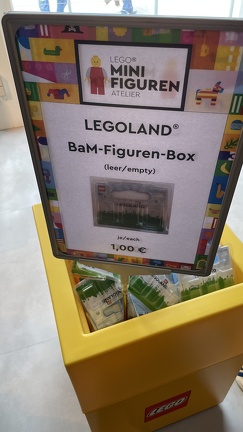 LEGO®
MINI
FIGUREN
ATELIER
LEGOLAND®
BaM-Figuren-Box
(leer/empty)
je/each
1,00 €
LEGO